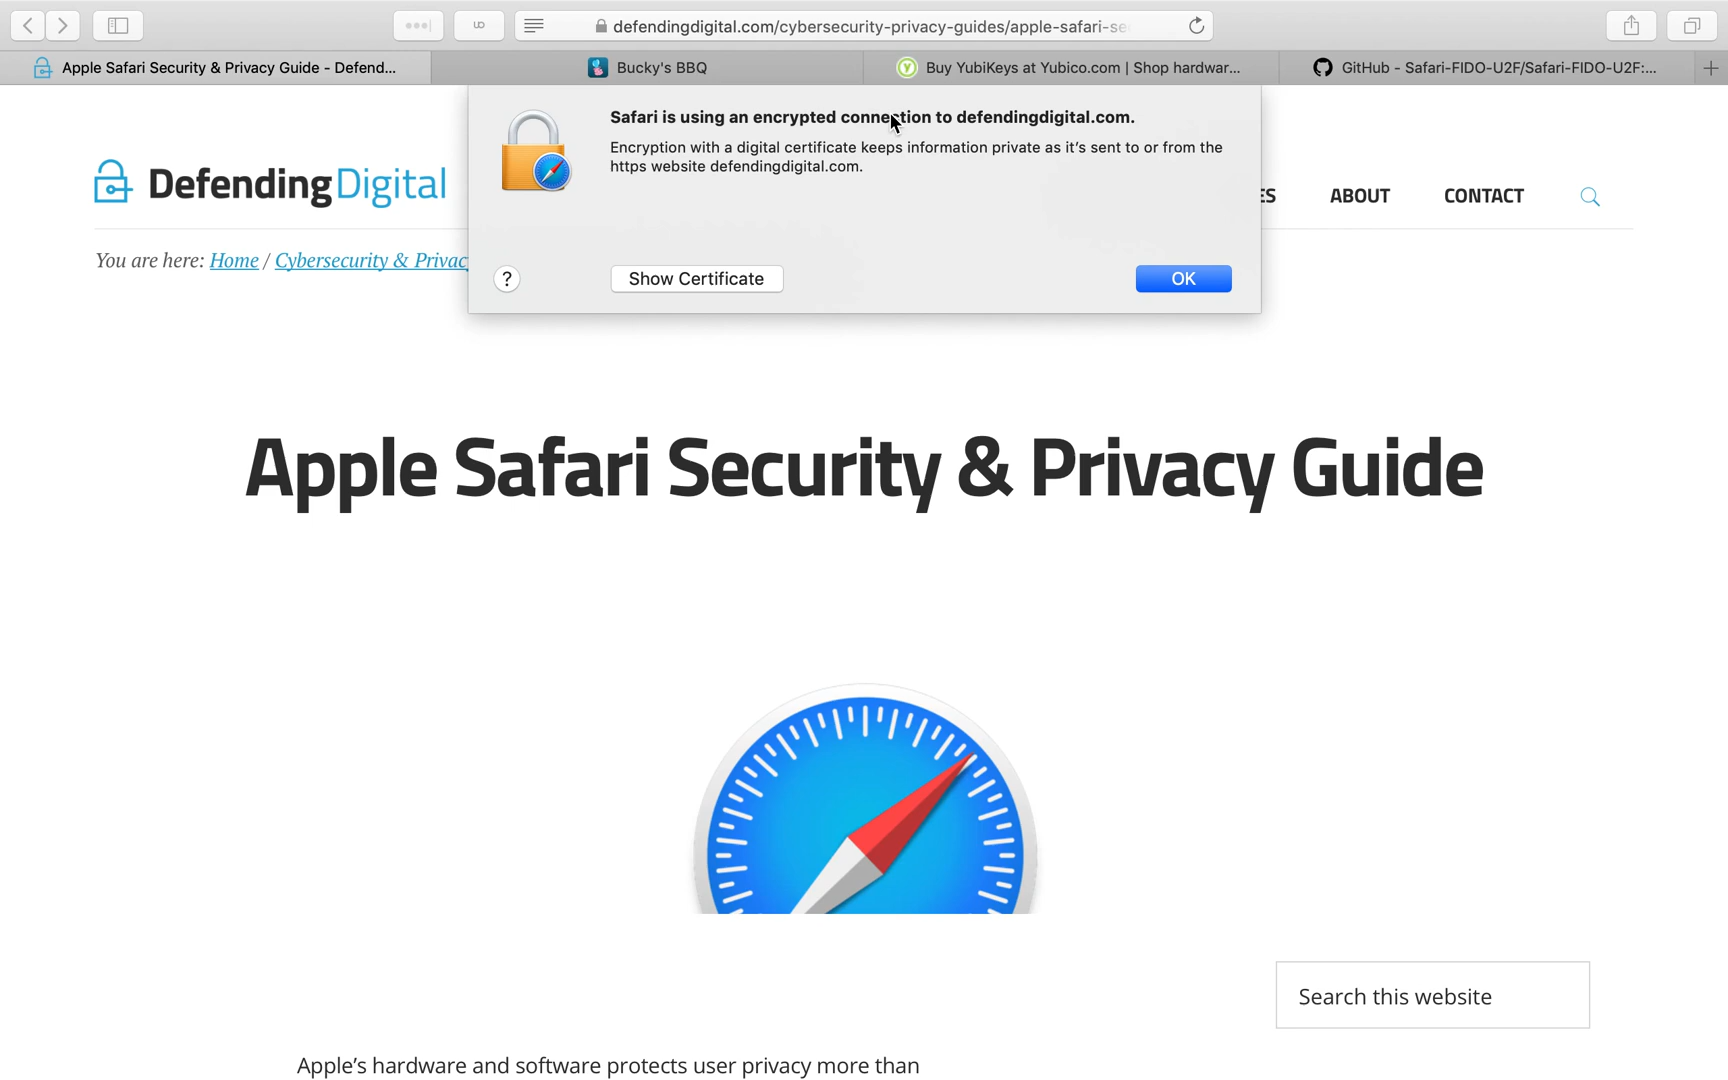 defendingdigital.com/cybersecurity-privacy-guides/apple-safari-se
Apple Safari Security & Privacy Guide - Defend...
Bucky's BBQ
Buy YubiKeys at Yubico.com | Shop hardwar...
GitHub - Safari-FIDO-U2F/Safari-FIDO-U2F:...
Safari is using an encrypted connection to defendingdigital.com.
Encryption with a digital certificate keeps information private as it's sent to or from the
https website defendingdigital.com.
? Show Certificate OK
DefendingDigital
ES ABOUT CONTACT
You are here: Home / Cybersecurity & Privac
Apple Safari Security & Privacy Guide
Search this website
Apple's hardware and software protects user privacy more than